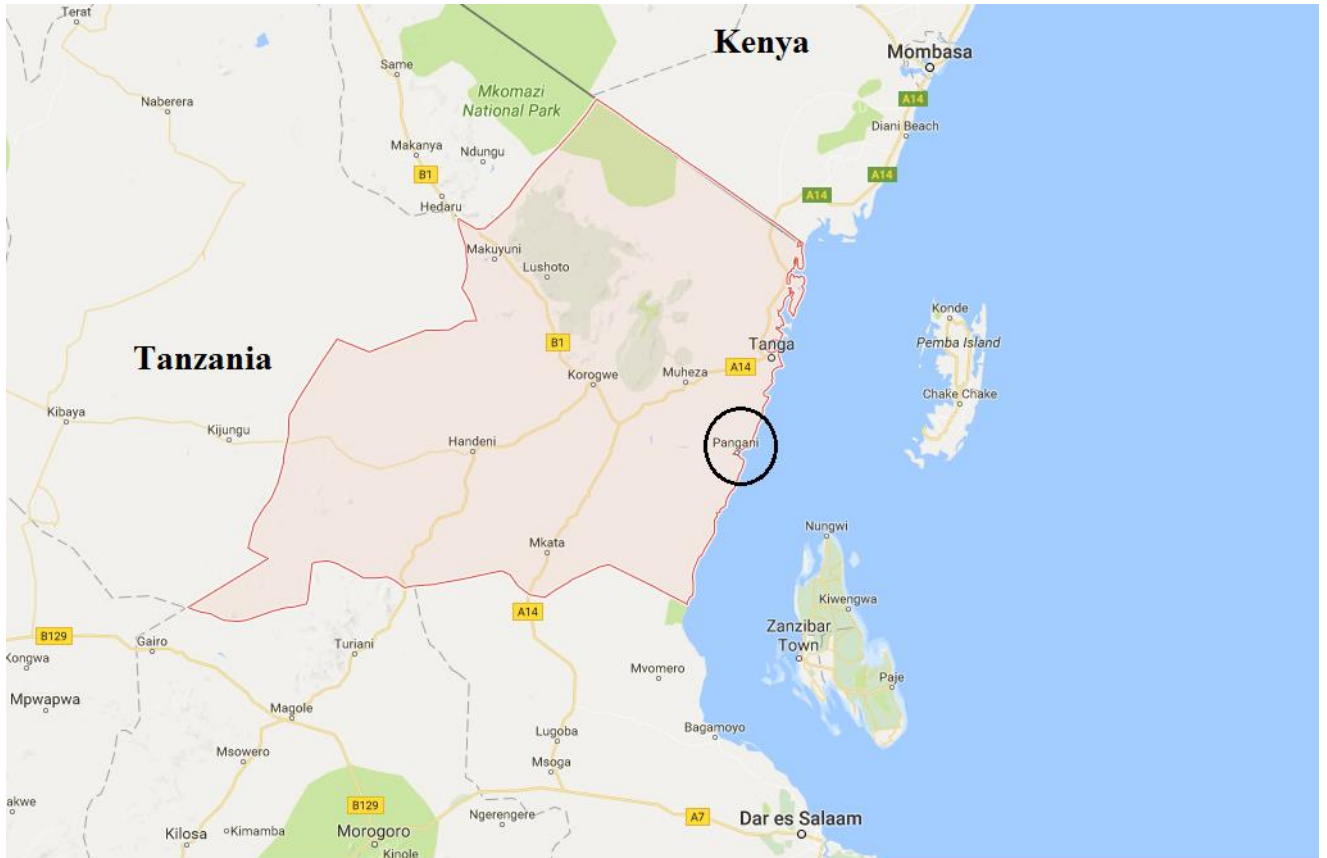 Terat
Kenya
Mombasa
Same
Mkomazi
National Park
A14
Naberera
Diani Beach
Makanya
Ndungu
B1
A14
A14
Hedaru
Makuyuni
Lushoto
Konde
Pemba Island
B1
Tanga
Tanzania
A14
Muheza
Korogwe
Chake Chake
Kibaya
Kijungu
Handeni
Pangani
Nungwi
Mkata
Kiwengwa
A14
B129
Zanzibar
Town
Gairo
Turiani
Kongwa
Mvomero
Paje
Mpwapwa
Magole
Bagamoyo
Lugoba
Msowero
Msoga
akwe
B129
A7
Dar es Salaam
Ngerengere
Kilosa
Kimamba
Morogoro
Kinole